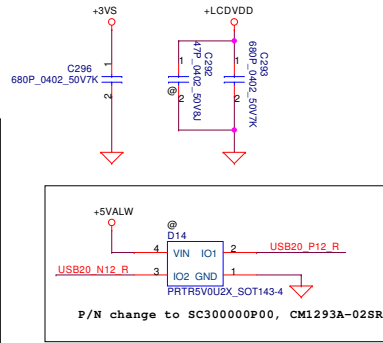 +3VS
+LCDVDD
1
C296
680P_0402_50V7K
2
1
C292
47P_0402_50V8J
@
2
1
C293
680P_0402_50V7K
2
+5VALW
@
D14
4
VIN
IO1
2
USB20_P12_R
USB20_N12_R
3
IO2
GND
1
PRTR5V0U2X_SOT143-4
P/N change to SC300000P00, CM1293A-02SR